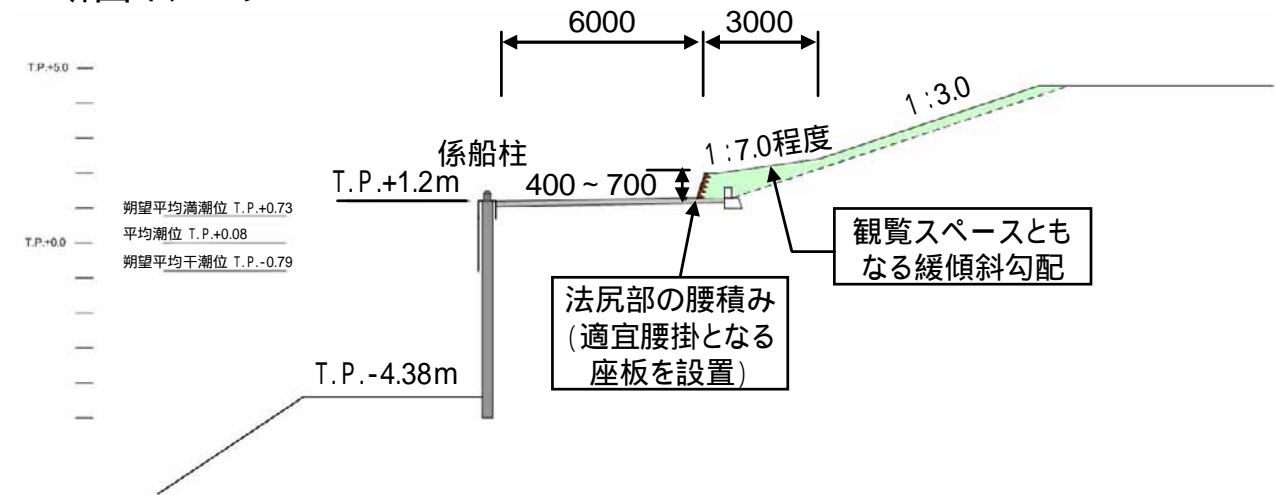 6000
3000
T.P.+5.0
1:3.0
1:7.0程度
係船柱
T.P.+1.2m
400~700
朔望平均満潮位 T.P.+0.73
平均潮位 T.P.+0.08
T.P.+0.0
朔望平均干潮位 T.P.-0.79
観覧スペースとも
なる緩傾斜勾配
法尻部の腰積み
(適宜腰掛となる
座板を設置)
T.P.-4.38m